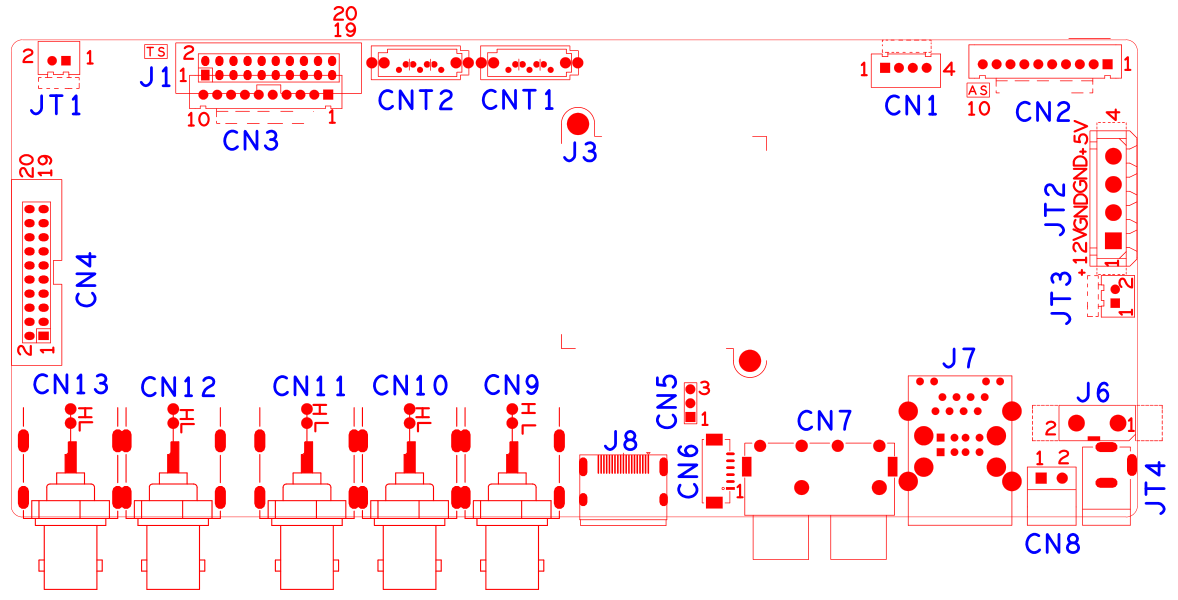 20
19
2 1
TS
2
J1
1
JT1
10
1
CN3
CNT2
CNT1
J3
1 4
CN1
AS
10
1
CN2
4
+5V
GND
GND
+12V
1
JT2
JT3
2
1
20
19
CN4
2
1
CN13
CN12
CN11
CN10
CN9
HL
HL
HL
HL
HL
CN5
3
1
J8
CN6
1
CN7
J7
J6
2 1
1 2
CN8
JT4